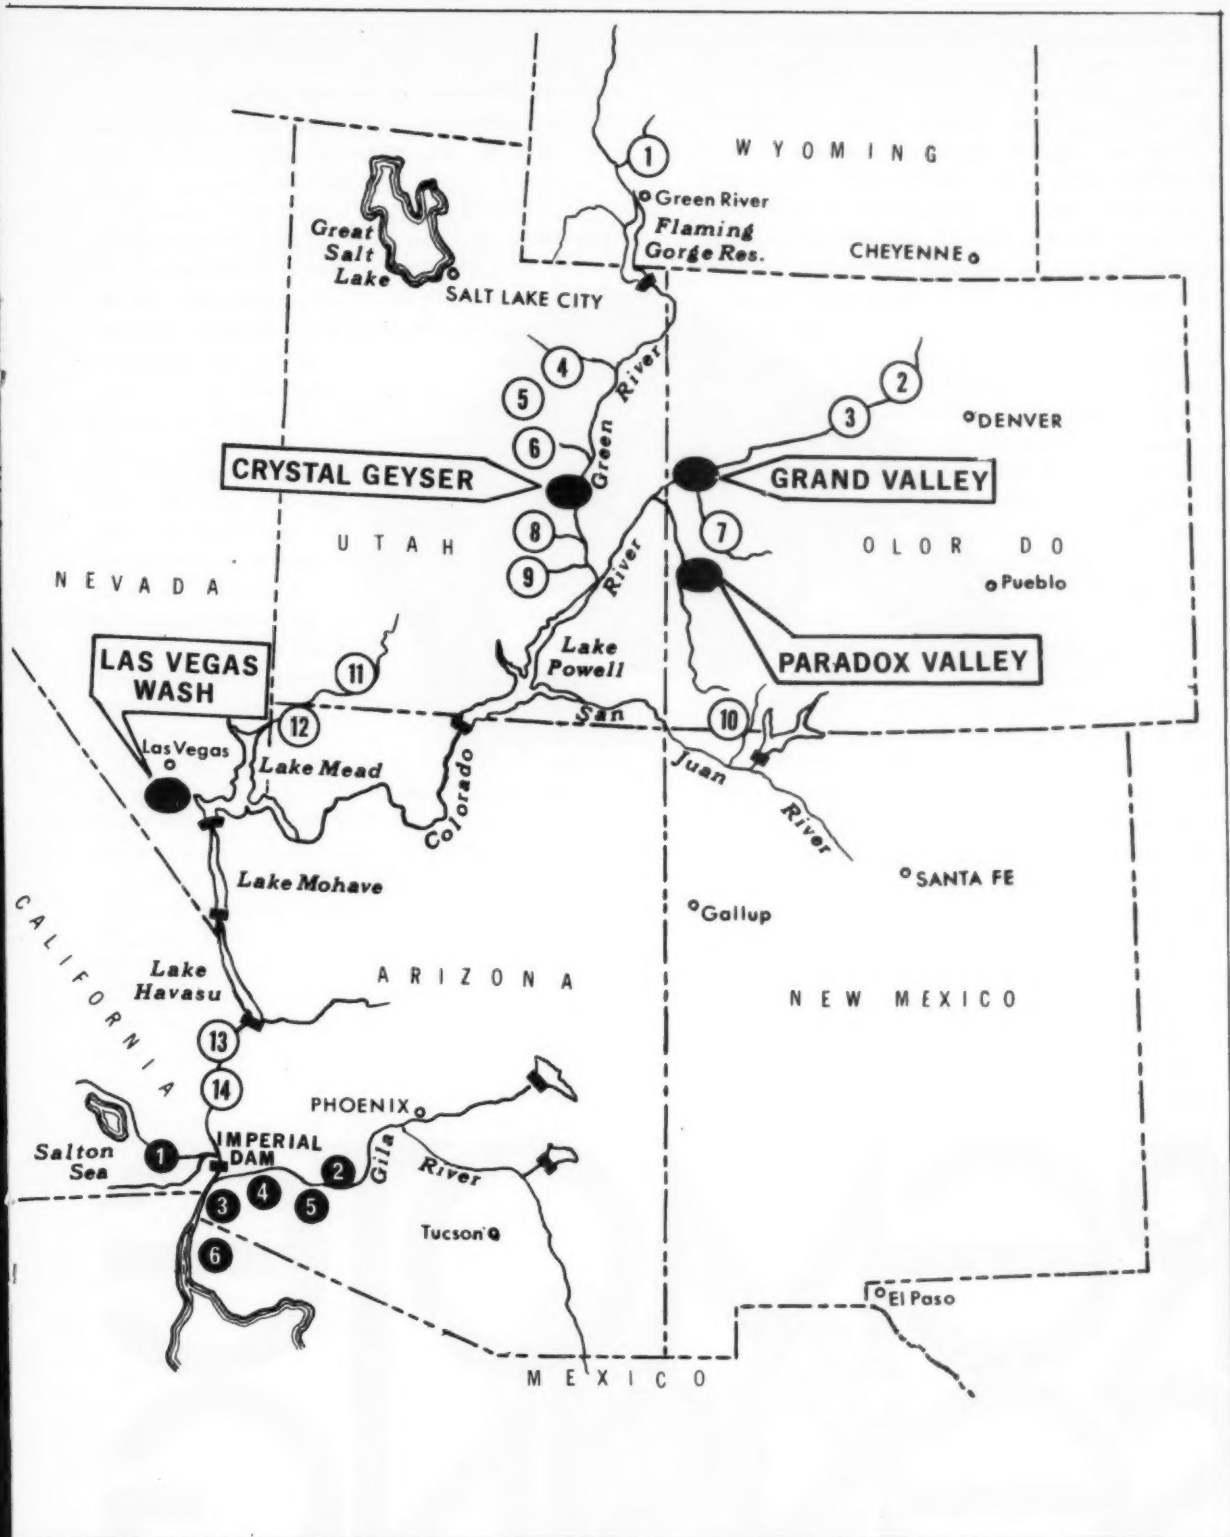 WYOMING
1
Green River
Flaming
Gorge Res.
CHEYENNE
Great
Salt
Lake
SALT LAKE CITY
4
River
2
5
3
DENVER
6
Green
CRYSTAL GEYSER
GRAND VALLEY
8
7
UTAH
OLOR DO
NEVADA
9
River
Pueblo
LAS VEGAS
WASH
11
Lake
Powell
PARADOX VALLEY
12
San
10
Las Vegas
Lake Mead
Colorado
Juan
River
Lake Mohave
SANTA FE
Gallup
CALIFORNIA
Lake
Havasu
ARIZONA
NEW MEXICO
13
14
PHOENIX
Salton
Sea
1
IMPERIAL
DAM
2
Gila
River
3
4
5
Tucson
6
El Paso
MEXICO